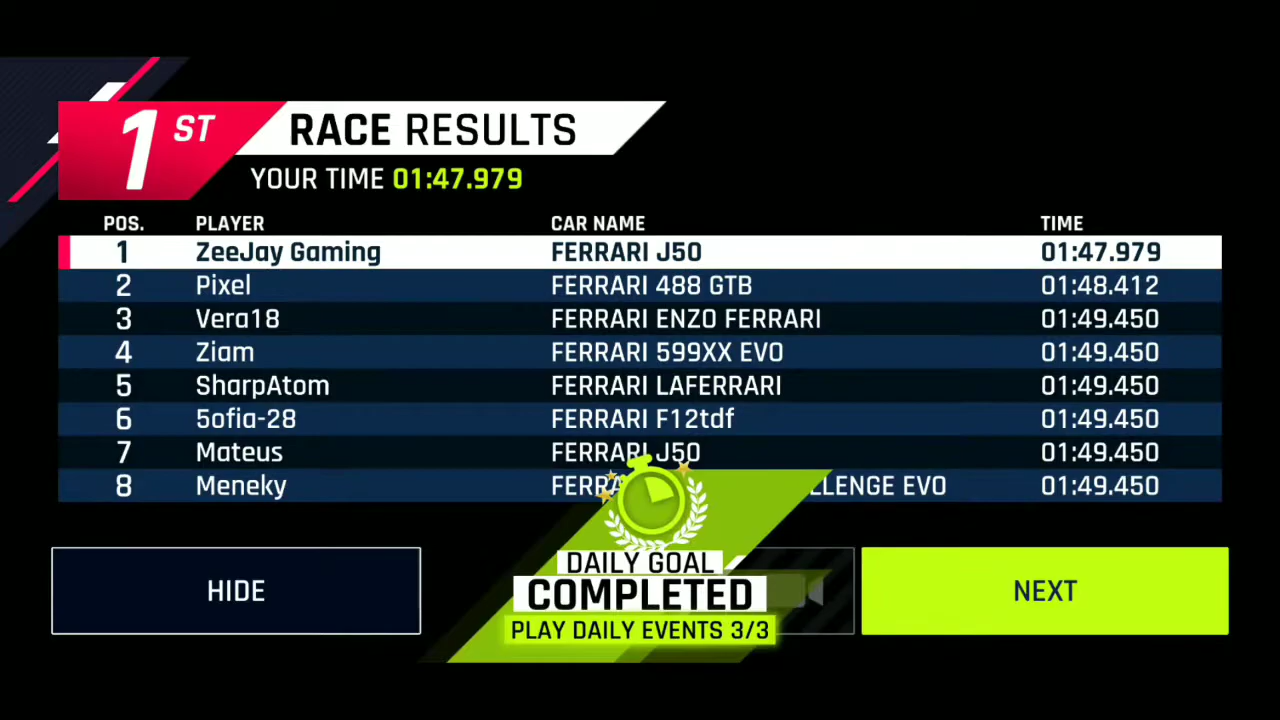 1ST RACE RESULTS
YOUR TIME 01:47.979
POS. PLAYER CAR NAME TIME
1 ZeeJay Gaming FERRARI J50 01:47.979
2 Pixel FERRARI 488 GTB 01:48.412
3 Vera18 FERRARI ENZO FERRARI 01:49.450
4 Ziam FERRARI 599XX EVO 01:49.450
5 SharpAtom FERRARI LAFERRARI 01:49.450
6 5ofia-28 FERRARI F12tdf 01:49.450
7 Mateus FERRARI J50 01:49.450
8 Meneky EVO 01:49.450
DAILY GOAL
HIDE COMPLETED NEXT
PLAY DAILY EVENTS 3/3